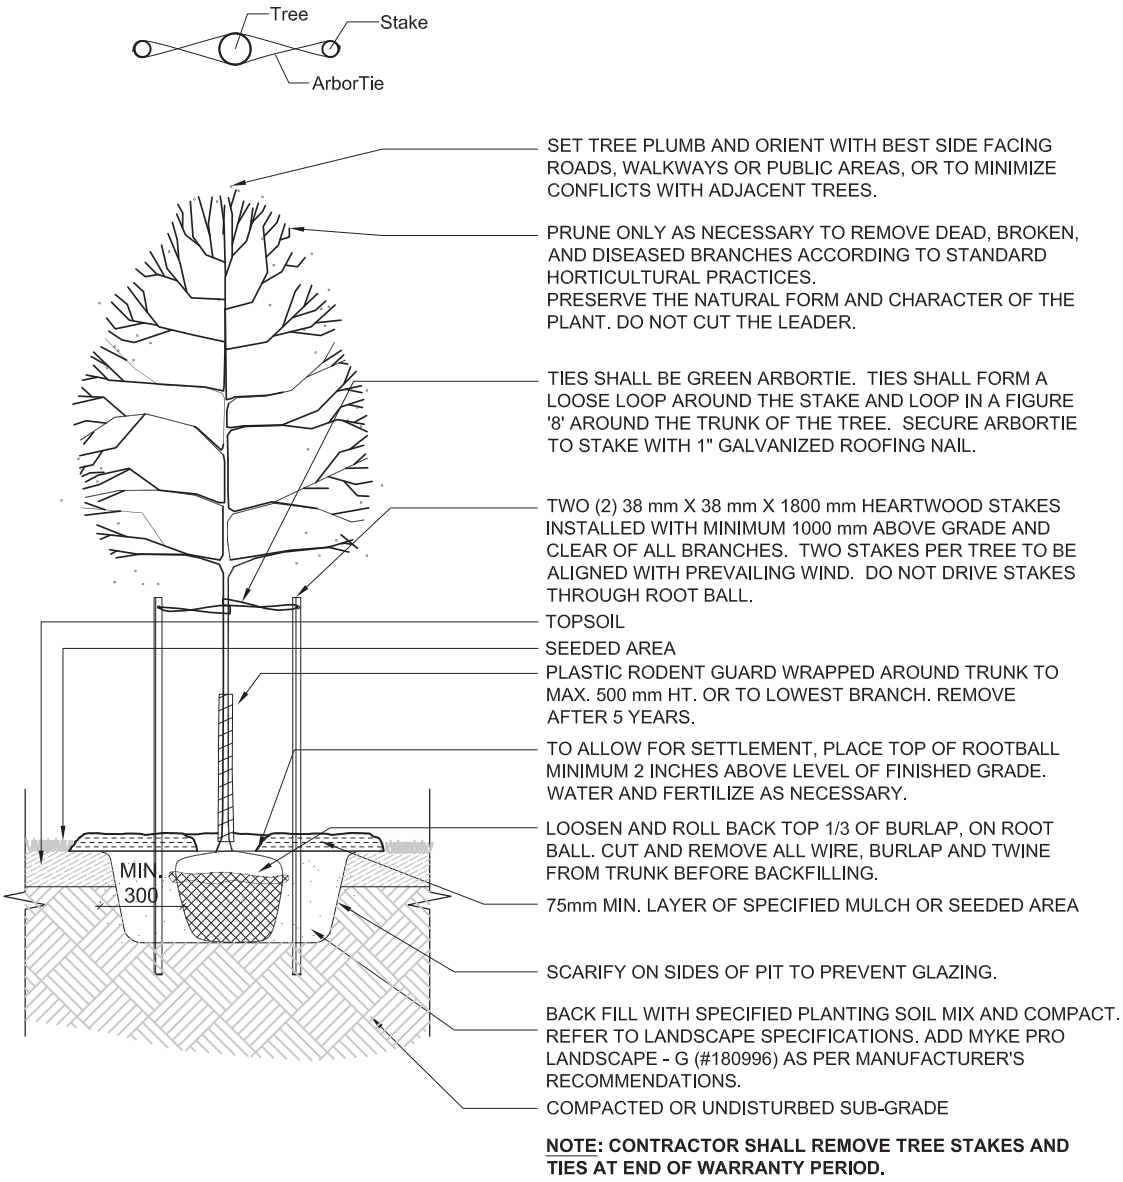 Tree
Stake
ArborTie
SET TREE PLUMB AND ORIENT WITH BEST SIDE FACING
ROADS, WALKWAYS OR PUBLIC AREAS, OR TO MINIMIZE
CONFLICTS WITH ADJACENT TREES.
PRUNE ONLY AS NECESSARY TO REMOVE DEAD, BROKEN,
AND DISEASED BRANCHES ACCORDING TO STANDARD
HORTICULTURAL PRACTICES.
PRESERVE THE NATURAL FORM AND CHARACTER OF THE
PLANT. DO NOT CUT THE LEADER.
TIES SHALL BE GREEN ARBORTIE. TIES SHALL FORM A
LOOSE LOOP AROUND THE STAKE AND LOOP IN A FIGURE
'8' AROUND THE TRUNK OF THE TREE. SECURE ARBORTIE
TO STAKE WITH 1" GALVANIZED ROOFING NAIL.
TWO (2) 38 mm X 38 mm X 1800 mm HEARTWOOD STAKES
INSTALLED WITH MINIMUM 1000 mm ABOVE GRADE AND
CLEAR OF ALL BRANCHES. TWO STAKES PER TREE TO BE
ALIGNED WITH PREVAILING WIND. DO NOT DRIVE STAKES
THROUGH ROOT BALL.
TOPSOIL
SEEDED AREA
PLASTIC RODENT GUARD WRAPPED AROUND TRUNK TO
MAX. 500 mm HT. OR TO LOWEST BRANCH. REMOVE
AFTER 5 YEARS.
TO ALLOW FOR SETTLEMENT, PLACE TOP OF ROOTBALL
MINIMUM 2 INCHES ABOVE LEVEL OF FINISHED GRADE.
WATER AND FERTILIZE AS NECESSARY.
LOOSEN AND ROLL BACK TOP 1/3 OF BURLAP, ON ROOT
BALL. CUT AND REMOVE ALL WIRE, BURLAP AND TWINE
FROM TRUNK BEFORE BACKFILLING.
MIN.
300
75mm MIN. LAYER OF SPECIFIED MULCH OR SEEDED AREA
SCARIFY ON SIDES OF PIT TO PREVENT GLAZING.
BACK FILL WITH SPECIFIED PLANTING SOIL MIX AND COMPACT.
REFER TO LANDSCAPE SPECIFICATIONS. ADD MYKE PRO
LANDSCAPE - G (#180996) AS PER MANUFACTURER'S
RECOMMENDATIONS.
COMPACTED OR UNDISTURBED SUB-GRADE
NOTE: CONTRACTOR SHALL REMOVE TREE STAKES AND
TIES AT END OF WARRANTY PERIOD.